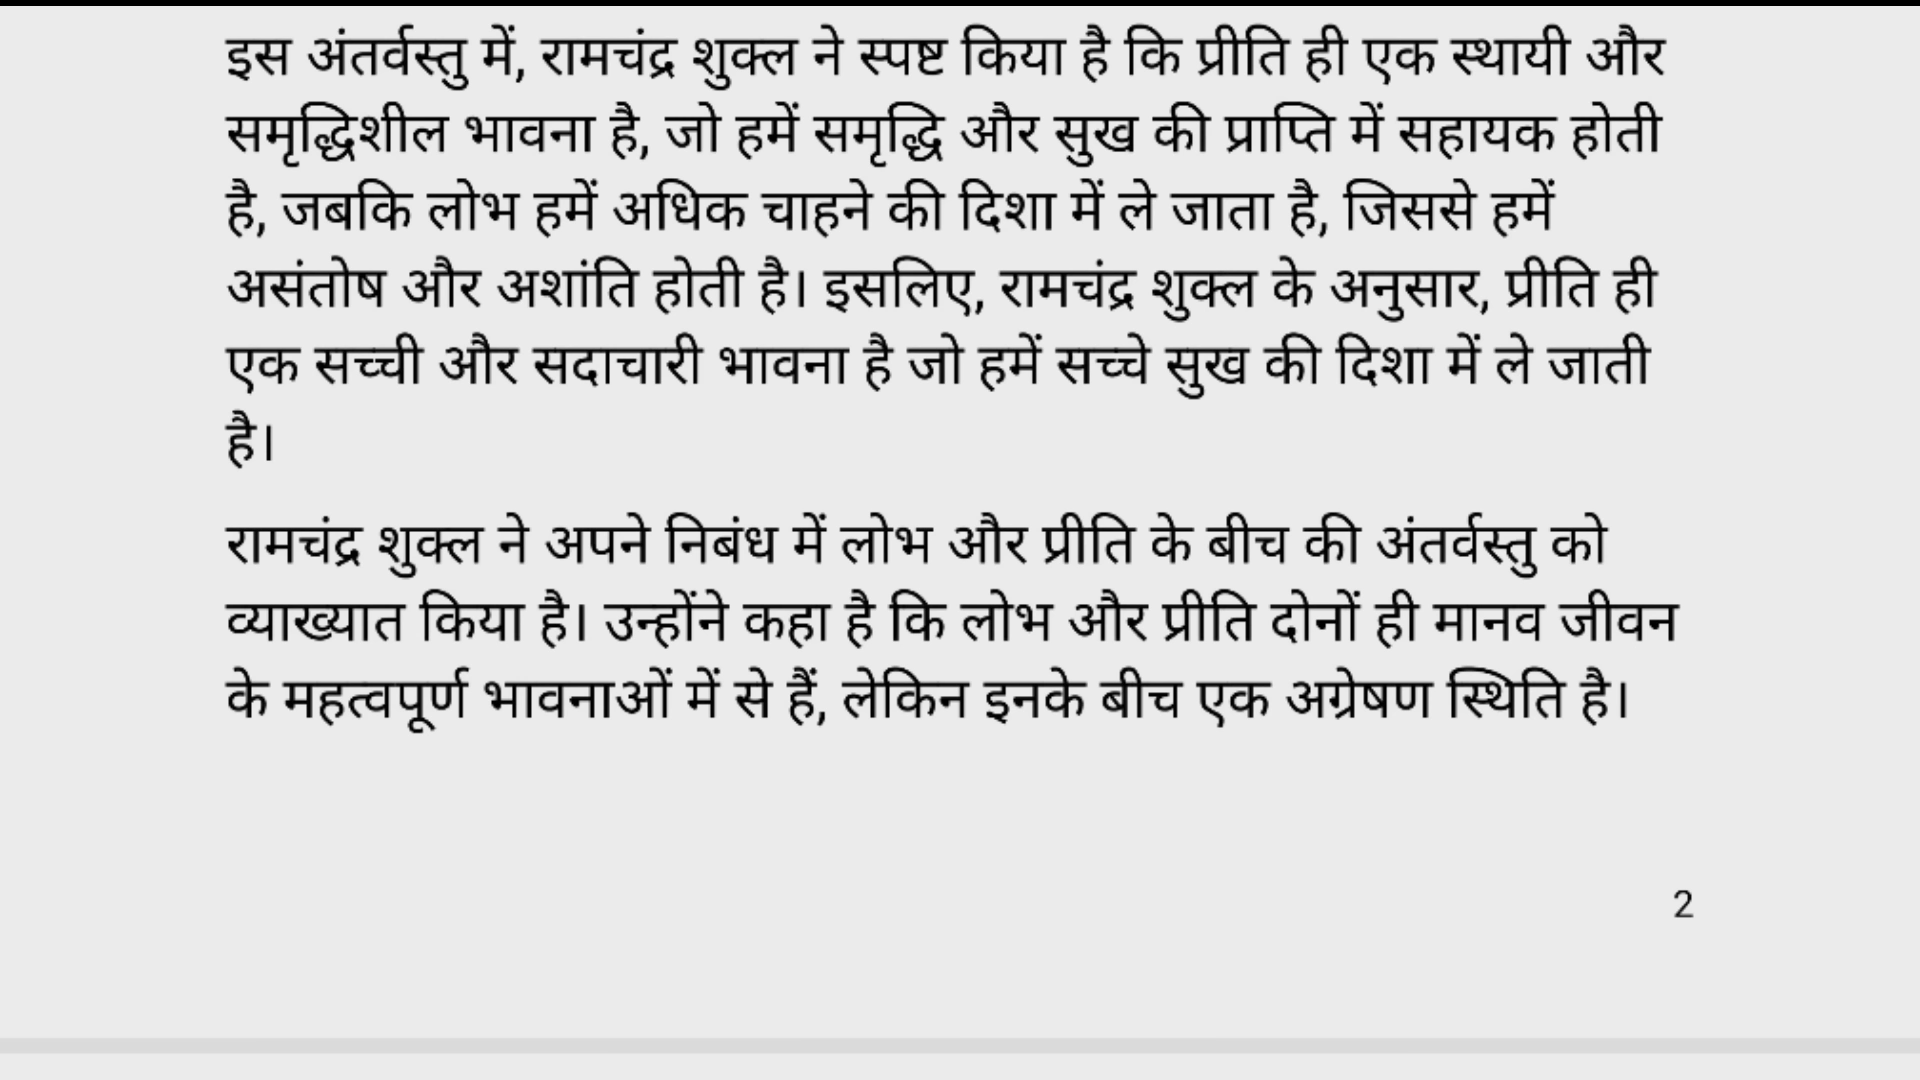 इस अंतर्वस्तु में, रामचंद्र शुक्ल ने स्पष्ट किया है कि प्रीति ही एक स्थायी और
समृद्धिशील भावना है, जो हमें समृद्धि और सुख की प्राप्ति में सहायक होती
है, जबकि लोभ हमें अधिक चाहने की दिशा में ले जाता है, जिससे हमें
असंतोष और अशांति होती है। इसलिए, रामचंद्र शुक्ल के अनुसार, प्रीति ही
एक सच्ची और सदाचारी भावना है जो हमें सच्चे सुख की दिशा में ले जाती
है।
रामचंद्र शुक्ल ने अपने निबंध में लोभ और प्रीति के बीच की अंतर्वस्तु को
व्याख्यात किया है। उन्होंने कहा है कि लोभ और प्रीति दोनों ही मानव जीवन
के महत्वपूर्ण भावनाओं में से हैं, लेकिन इनके बीच एक अग्रेषण स्थिति है।
2